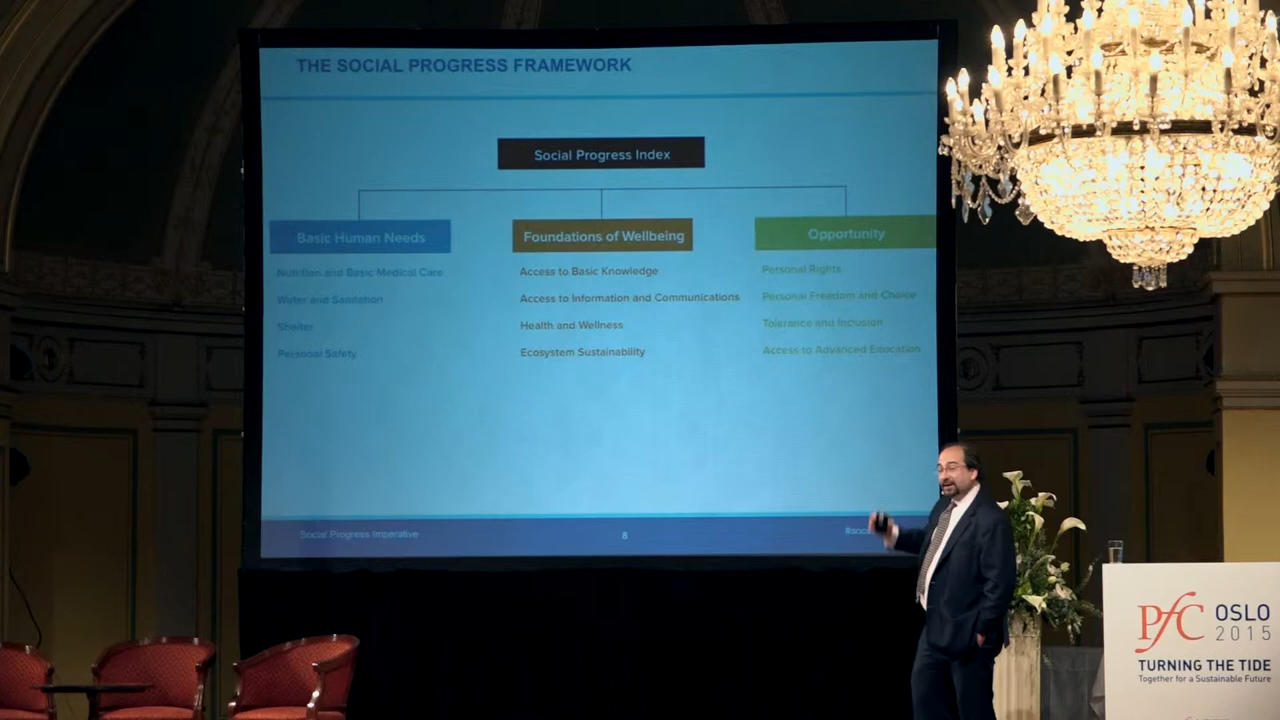 THE SOCIAL PROGRESS FRAMEWORK
Social Progress Index
Basic Human Needs
Nutrition and Basic Medical Care
Water and Sanitation
Shelter
Personal Safety
Foundations of Wellbeing
Access to Basic Knowledge
Access to Information and Communications
Health and Wellness
Ecosystem Sustainability
Opportunity
Personal Rights
Personal Freedom and Choice
Tolerance and Inclusion
Access to Advanced Education
Social Progress Imperative
8
PfC OSLO
2015
TURNING THE TIDE
Together for a Sustainable Future